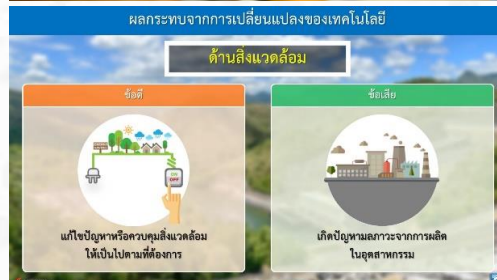 ผลกระทบจากการเปลี่ยนแปลงของเทคโนโลยี
ด้านสิ่งแวดล้อม
ข้อดี
ข้อเสีย
ON
OFF
แก้ไขปัญหาหรือควบคุมสิ่งแวดล้อม
ให้เป็นไปตามที่ต้องการ
เกิดปัญหามลภาวะจากการผลิต
ในอุตสาหกรรม